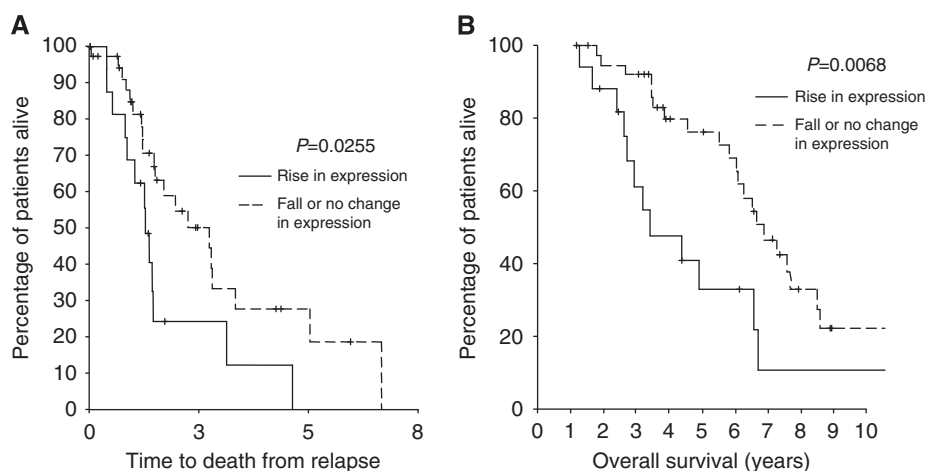 A
100
90
80
70
60
50
40
30
20
10
0
Percentage of patients alive
P=0.0255
Rise in expression
Fall or no change
in expression
0 3 5 8
Time to death from relapse
B
100
80
60
40
20
0
Percentage of patients alive
P=0.0068
Rise in expression
Fall or no change
in expression
0 1 2 3 4 5 6 7 8 9 10
Overall survival (years)